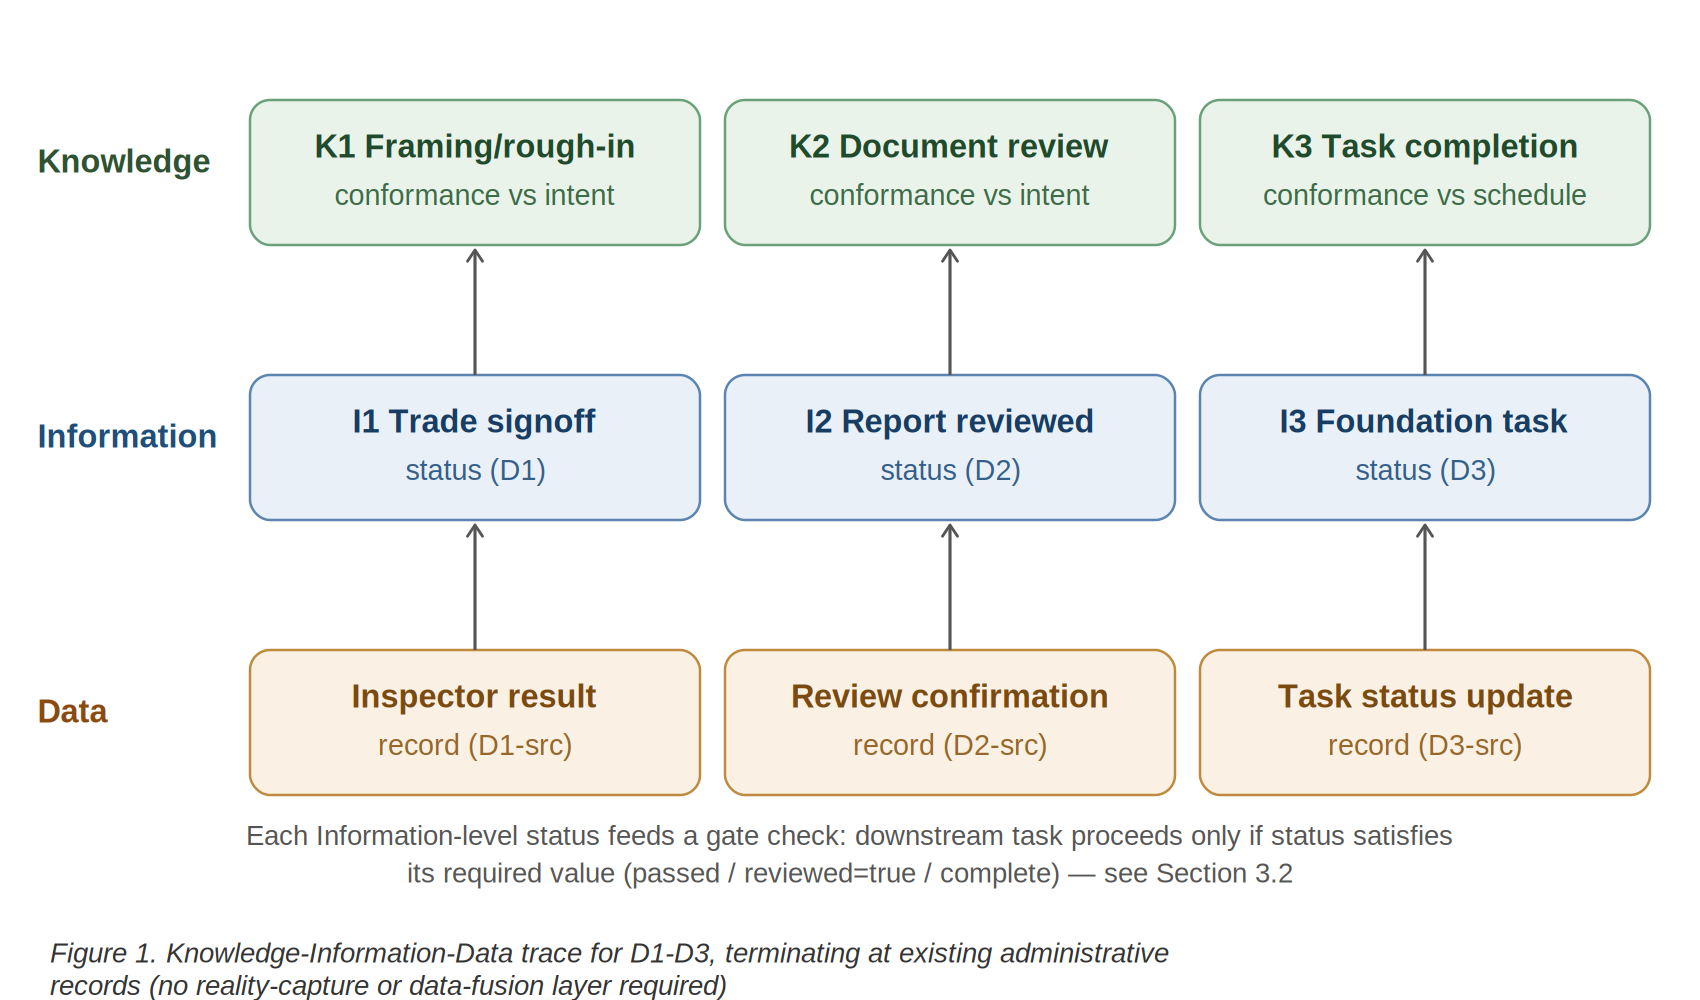 Knowledge
K1 Framing/rough-in
conformance vs intent
K2 Document review
conformance vs intent
K3 Task completion
conformance vs schedule
Information
I1 Trade signoff
status (D1)
I2 Report reviewed
status (D2)
I3 Foundation task
status (D3)
Data
Inspector result
record (D1-src)
Review confirmation
record (D2-src)
Task status update
record (D3-src)
Each Information-level status feeds a gate check: downstream task proceeds only if status satisfies
its required value (passed / reviewed=true / complete) — see Section 3.2
Figure 1. Knowledge-Information-Data trace for D1-D3, terminating at existing administrative
records (no reality-capture or data-fusion layer required)